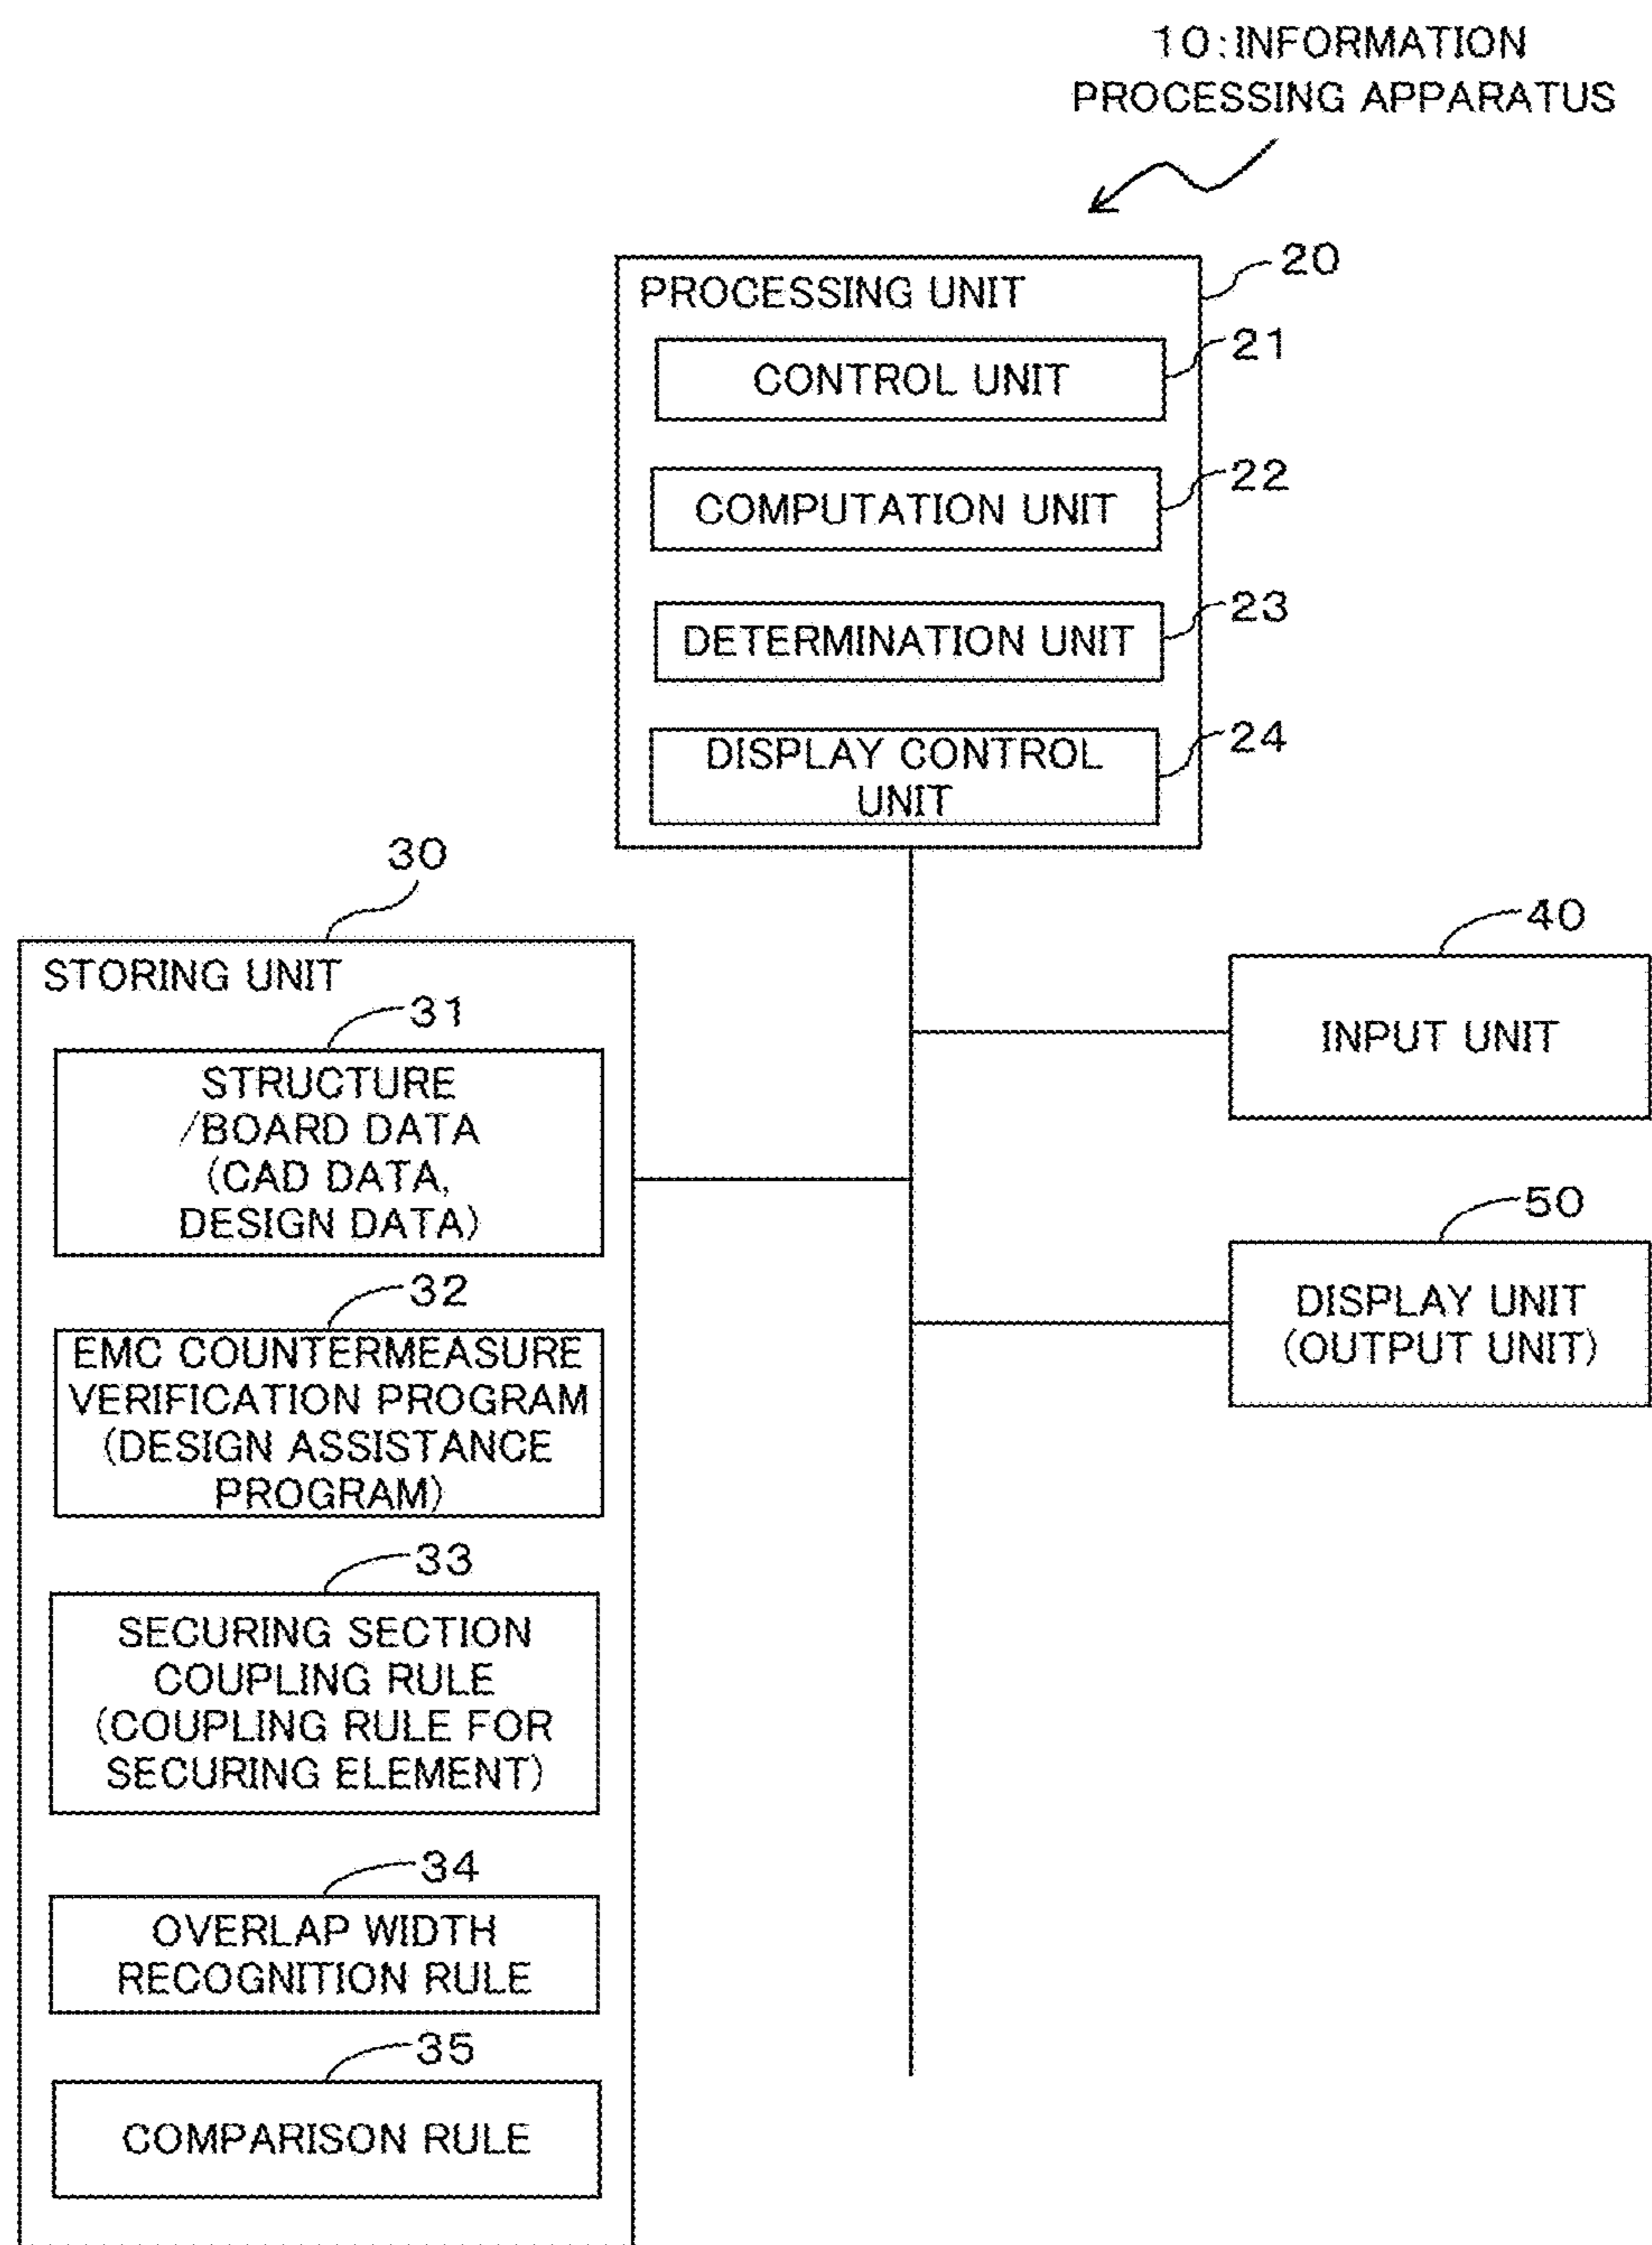 10:INFORMATION
PROCESSING APPARATUS
20
PROCESSING UNIT
21
CONTROL UNIT
22
COMPUTATION UNIT
23
DETERMINATION UNIT
24
DISPLAY CONTROL
UNIT
30
STORING UNIT
31
STRUCTURE
/BOARD DATA
(CAD DATA,
DESIGN DATA)
32
EMC COUNTERMEASURE
VERIFICATION PROGRAM
(DESIGN ASSISTANCE
PROGRAM)
33
SECURING SECTION
COUPLING RULE
(COUPLING RULE FOR
SECURING ELEMENT)
34
OVERLAP WIDTH
RECOGNITION RULE
35
COMPARISON RULE
40
INPUT UNIT
50
DISPLAY UNIT
(OUTPUT UNIT)